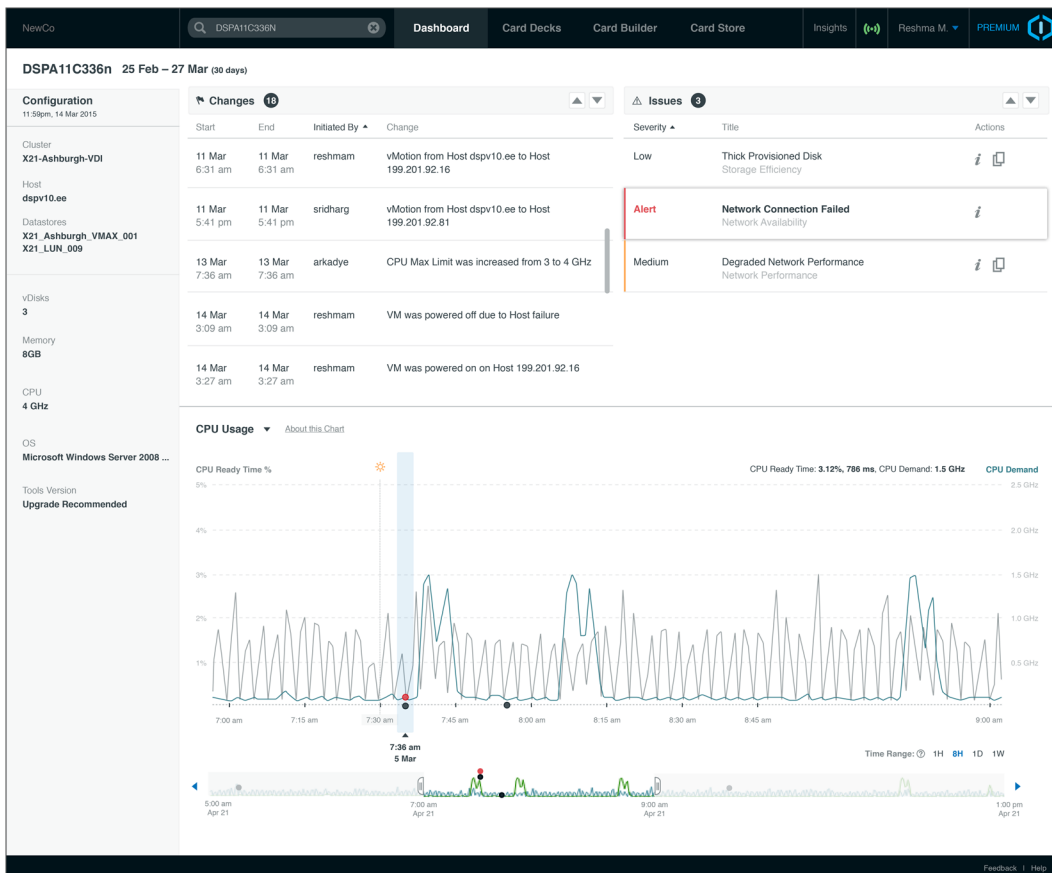 NewCo
DSPA11C336N
Dashboard
Card Decks
Card Builder
Card Store
Insights
Reshma M.
PREMIUM
DSPA11C336n 25 Feb – 27 Mar (30 days)
Configuration
11:59pm, 14 Mar 2015
Cluster
X21-Ashburgh-VDI
Host
dspv10.ee
Datastores
X21_Ashburgh_VMAX_001
X21_LUN_009
vDisks
3
Memory
8GB
CPU
4 GHz
OS
Microsoft Windows Server 2008 ...
Tools Version
Upgrade Recommended
Changes 18
Start End Initiated By Change
11 Mar 11 Mar reshmam vMotion from Host dspv10.ee to Host
6:31 am 6:31 am 199.201.92.16
11 Mar 11 Mar sridharg vMotion from Host dspv10.ee to Host
5:41 pm 5:41 pm 199.201.92.81
13 Mar 13 Mar arkadye CPU Max Limit was increased from 3 to 4 GHz
7:36 am 7:36 am
14 Mar 14 Mar reshmam VM was powered off due to Host failure
3:09 am 3:09 am
14 Mar 14 Mar reshmam VM was powered on on Host 199.201.92.16
3:27 am 3:27 am
Issues 3
Severity Title Actions
Low Thick Provisioned Disk
Storage Efficiency
Alert Network Connection Failed
Network Availability
Medium Degraded Network Performance
Network Performance
CPU Usage About this Chart
CPU Ready Time % CPU Ready Time: 3.12%, 786 ms, CPU Demand: 1.5 GHz CPU Demand
5% 2.5 GHz
4% 2.0 GHz
3% 1.5 GHz
2% 1.0 GHz
1% 0.5 GHz
7:00 am 7:15 am 7:30 am 7:45 am 8:00 am 8:15 am 8:30 am 8:45 am 9:00 am
7:36 am
5 Mar
Time Range: 1H 8H 1D 1W
5:00 am 7:00 am 9:00 am 1:00 pm
Apr 21 Apr 21 Apr 21 Apr 21
Feedback | Help